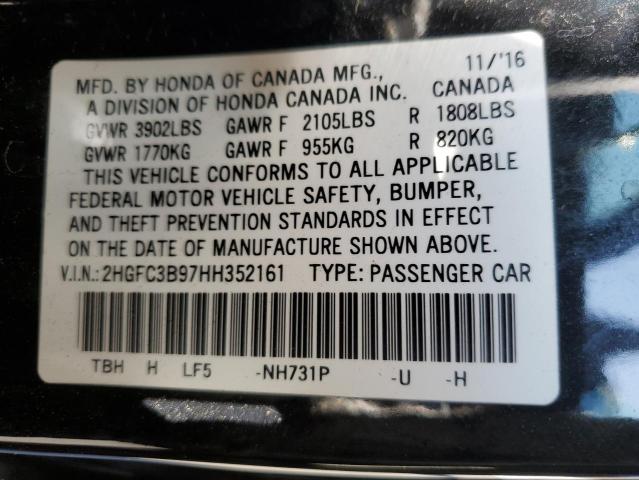 11/'16
MFD. BY HONDA OF CANADA MFG.,
A DIVISION OF HONDA CANADA INC. CANADA
GVWR 3902LBS GAWR F 2105LBS R 1808LBS
GVWR 1770KG GAWR F 955KG R 820KG
THIS VEHICLE CONFORMS TO ALL APPLICABLE
FEDERAL MOTOR VEHICLE SAFETY, BUMPER,
AND THEFT PREVENTION STANDARDS IN EFFECT
ON THE DATE OF MANUFACTURE SHOWN ABOVE.
V.I.N.: 2HGFC3B97HH352161 TYPE: PASSENGER CAR
TBH H LF5 -NH731P -U -H